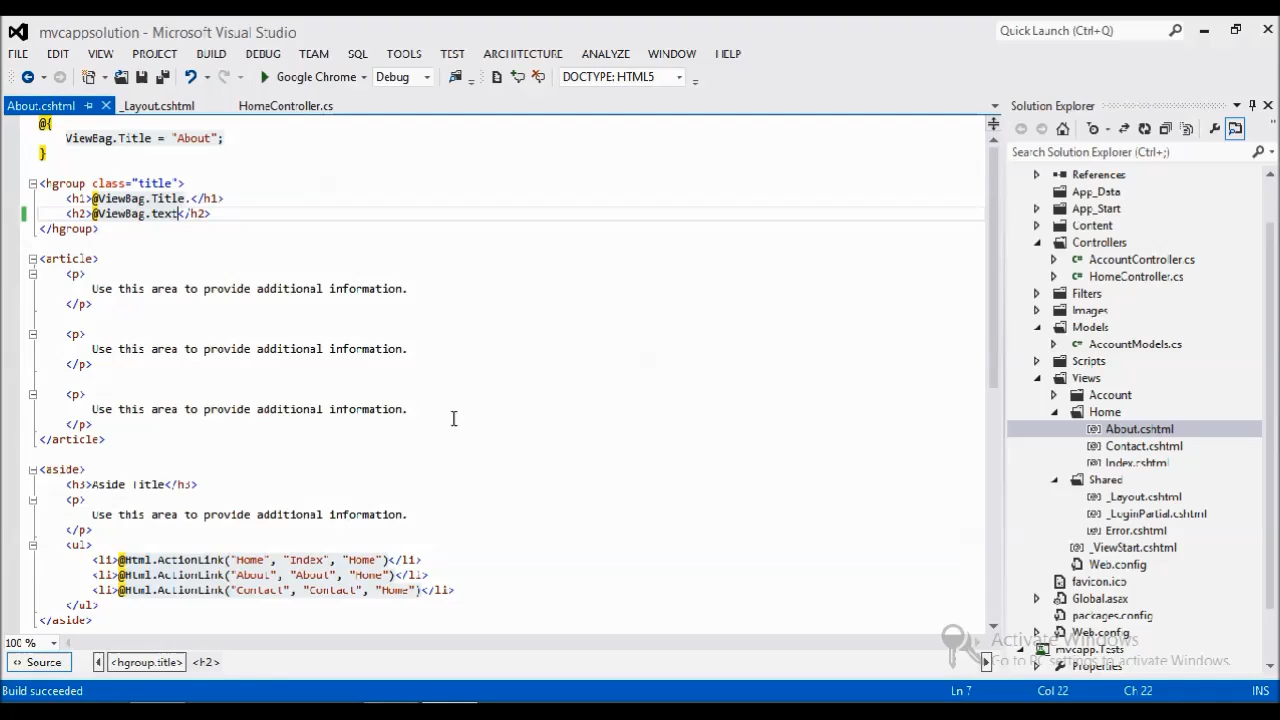 mvcappsolution - Microsoft Visual Studio
Quick Launch (Ctrl+Q)
FILE EDIT VIEW PROJECT BUILD DEBUG TEAM SQL TOOLS TEST ARCHITECTURE ANALYZE WINDOW HELP
Google Chrome Debug DOCTYPE: HTML5
About.cshtml _Layout.cshtml HomeController.cs
@{
ViewBag.Title = "About";
}
<hgroup class="title">
<h1>@ViewBag.Title.</h1>
<h2>@ViewBag.text</h2>
</hgroup>
<article>
<p>
Use this area to provide additional information.
</p>
<p>
Use this area to provide additional information.
</p>
<p>
Use this area to provide additional information.
</p>
</article>
<aside>
<h3>Aside Title</h3>
<p>
Use this area to provide additional information.
</p>
<ul>
<li>@Html.ActionLink("Home", "Index", "Home")</li>
<li>@Html.ActionLink("About", "About", "Home")</li>
<li>@Html.ActionLink("Contact", "Contact", "Home")</li>
</ul>
</aside>
100 %
Source <hgroup.title> <h2>
Solution Explorer
Search Solution Explorer (Ctrl+;)
References
App_Data
App_Start
Content
Controllers
AccountController.cs
HomeController.cs
Filters
Images
Models
AccountModels.cs
Scripts
Views
Account
Home
About.cshtml
Contact.cshtml
Index.cshtml
Shared
_Layout.cshtml
_LoginPartial.cshtml
Error.cshtml
_ViewStart.cshtml
Web.config
favicon.ico
Global.asax
packages.config
Web.config
mvcapp.Tests
Properties
Activate Windows
Go to PC settings to activate Windows.
Build succeeded Ln 7 Col 22 Ch 22 INS